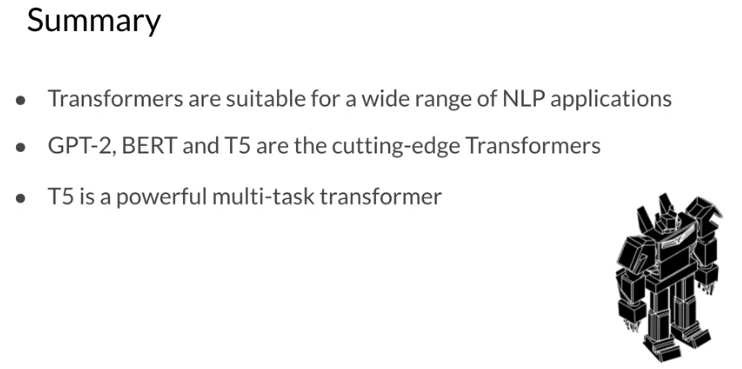 Summary
● Transformers are suitable for a wide range of NLP applications
● GPT-2, BERT and T5 are the cutting-edge Transformers
● T5 is a powerful multi-task transformer